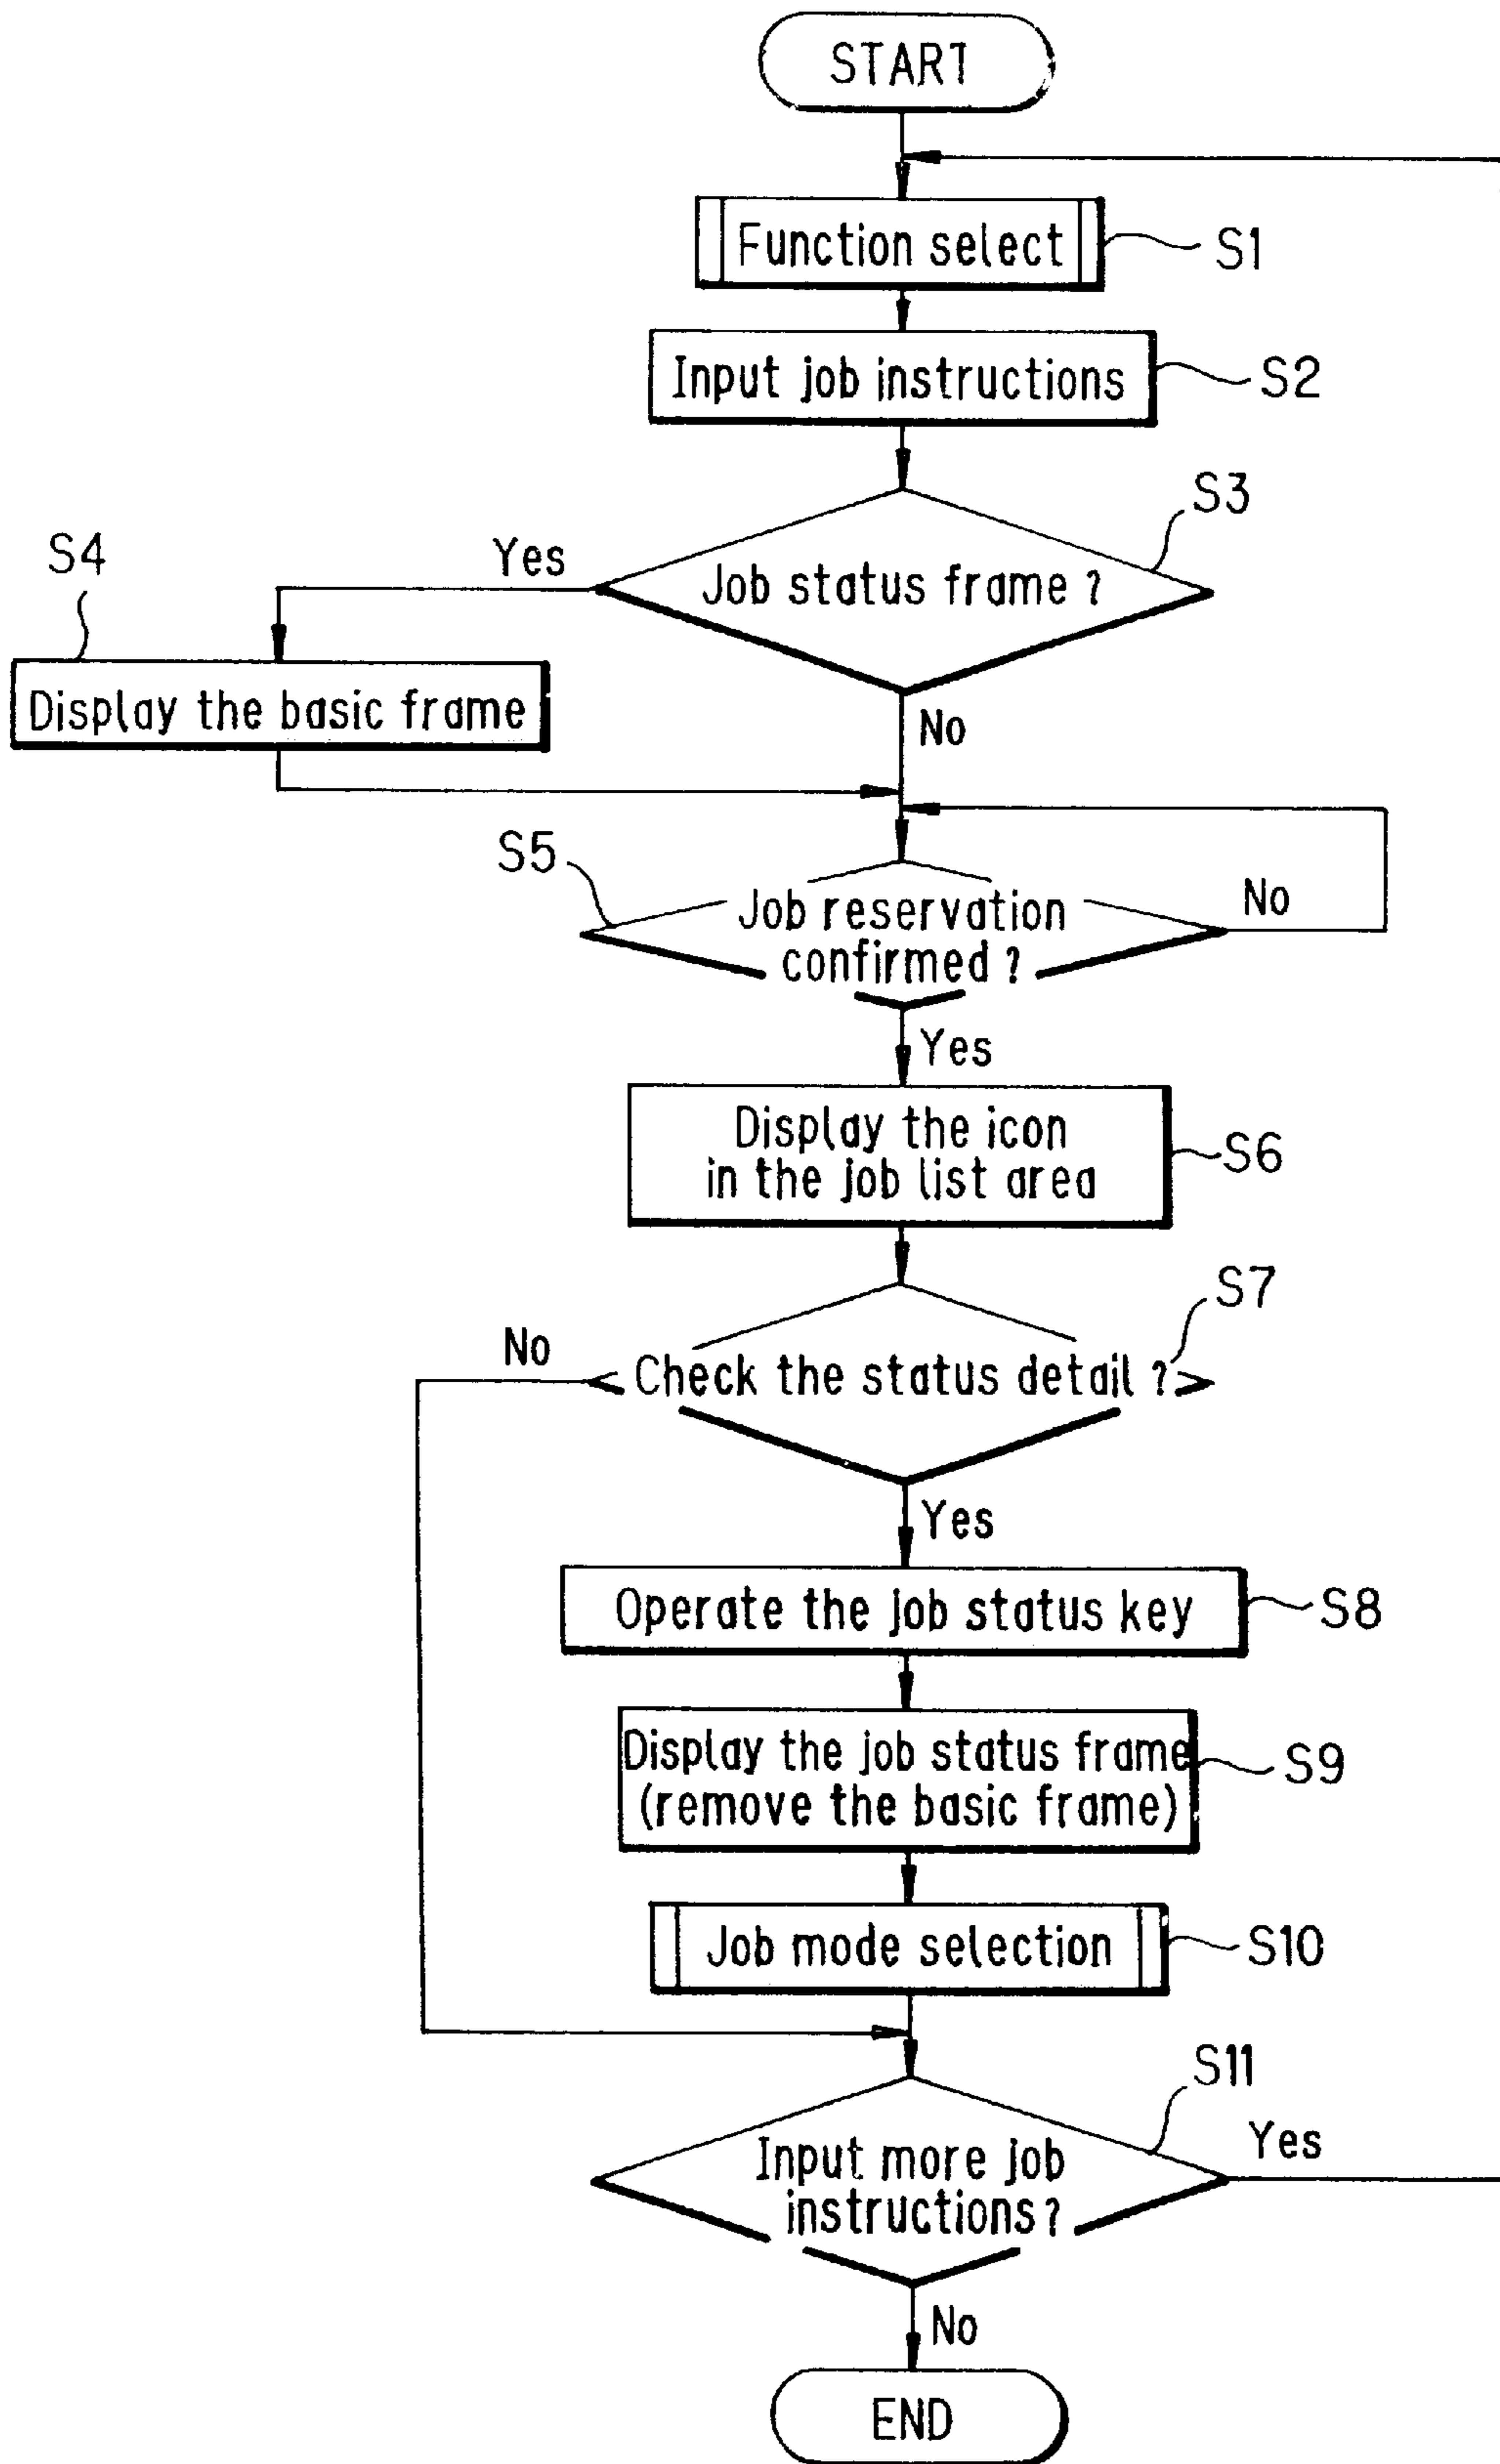 START
Function select
S1
Input job instructions
S2
S3
Job status frame ?
Yes
No
S4
Display the basic frame
S5
Job reservation
confirmed ?
No
Yes
Display the icon
in the job list area
S6
S7
Check the status detail ?
No
Yes
Operate the job status key
S8
Display the job status frame
(remove the basic frame)
S9
Job mode selection
S10
S11
Input more job
instructions ?
Yes
No
END